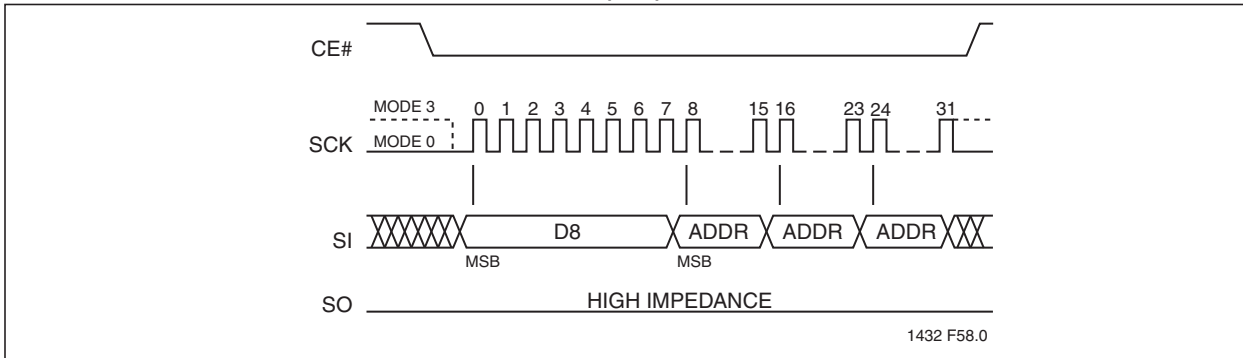 CE#
MODE 3 0 1 2 3 4 5 6 7 8 15 16 23 24 31
SCK MODE 0
SI D8 ADDR ADDR ADDR
MSB MSB
SO HIGH IMPEDANCE
1432 F58.0